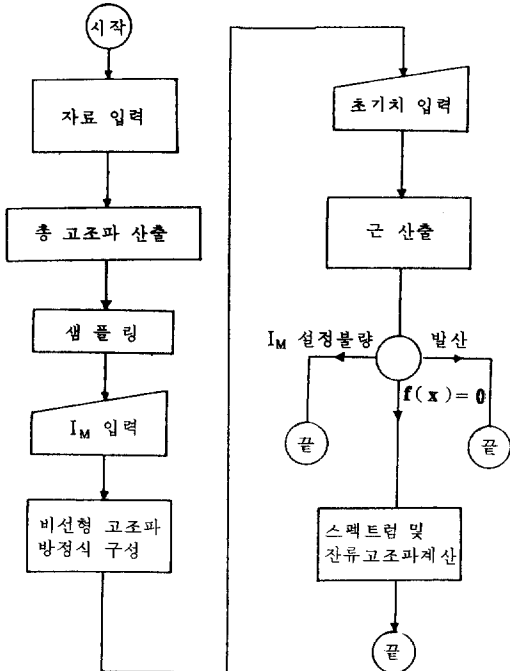 시작
자료 입력
총 고조파 산출
샘 플 링
I_M 입력
비선형 고조파
방정식 구성
초기치 입력
근 산출
I_M 설정불량
발산
f(x)=0
끝
끝
스펙트럼 및
잔류고조파계산
끝